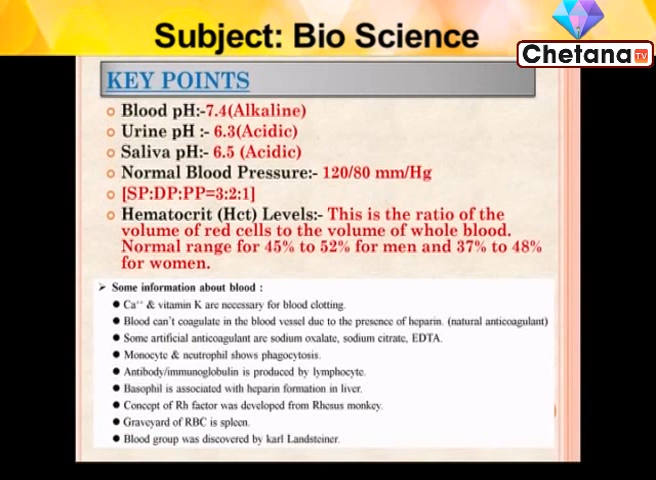 Subject: Bio Science
Chetana TV
KEY POINTS
Blood pH:-7.4(Alkaline)
Urine pH :- 6.3(Acidic)
Saliva pH:- 6.5 (Acidic)
Normal Blood Pressure:- 120/80 mm/Hg
[SP:DP:PP=3:2:1]
Hematocrit (Hct) Levels:- This is the ratio of the
volume of red cells to the volume of whole blood.
Normal range for 45% to 52% for men and 37% to 48%
for women.
Some information about blood :
Ca⁺⁺ & vitamin K are necessary for blood clotting.
Blood can't coagulate in the blood vessel due to the presence of heparin. (natural anticoagulant)
Some artificial anticoagulant are sodium oxalate, sodium citrate, EDTA.
Monocyte & neutrophil shows phagocytosis.
Antibody/immunoglobulin is produced by lymphocyte.
Basophil is associated with heparin formation in liver.
Concept of Rh factor was developed from Rhesus monkey.
Graveyard of RBC is spleen.
Blood group was discovered by karl Landsteiner.